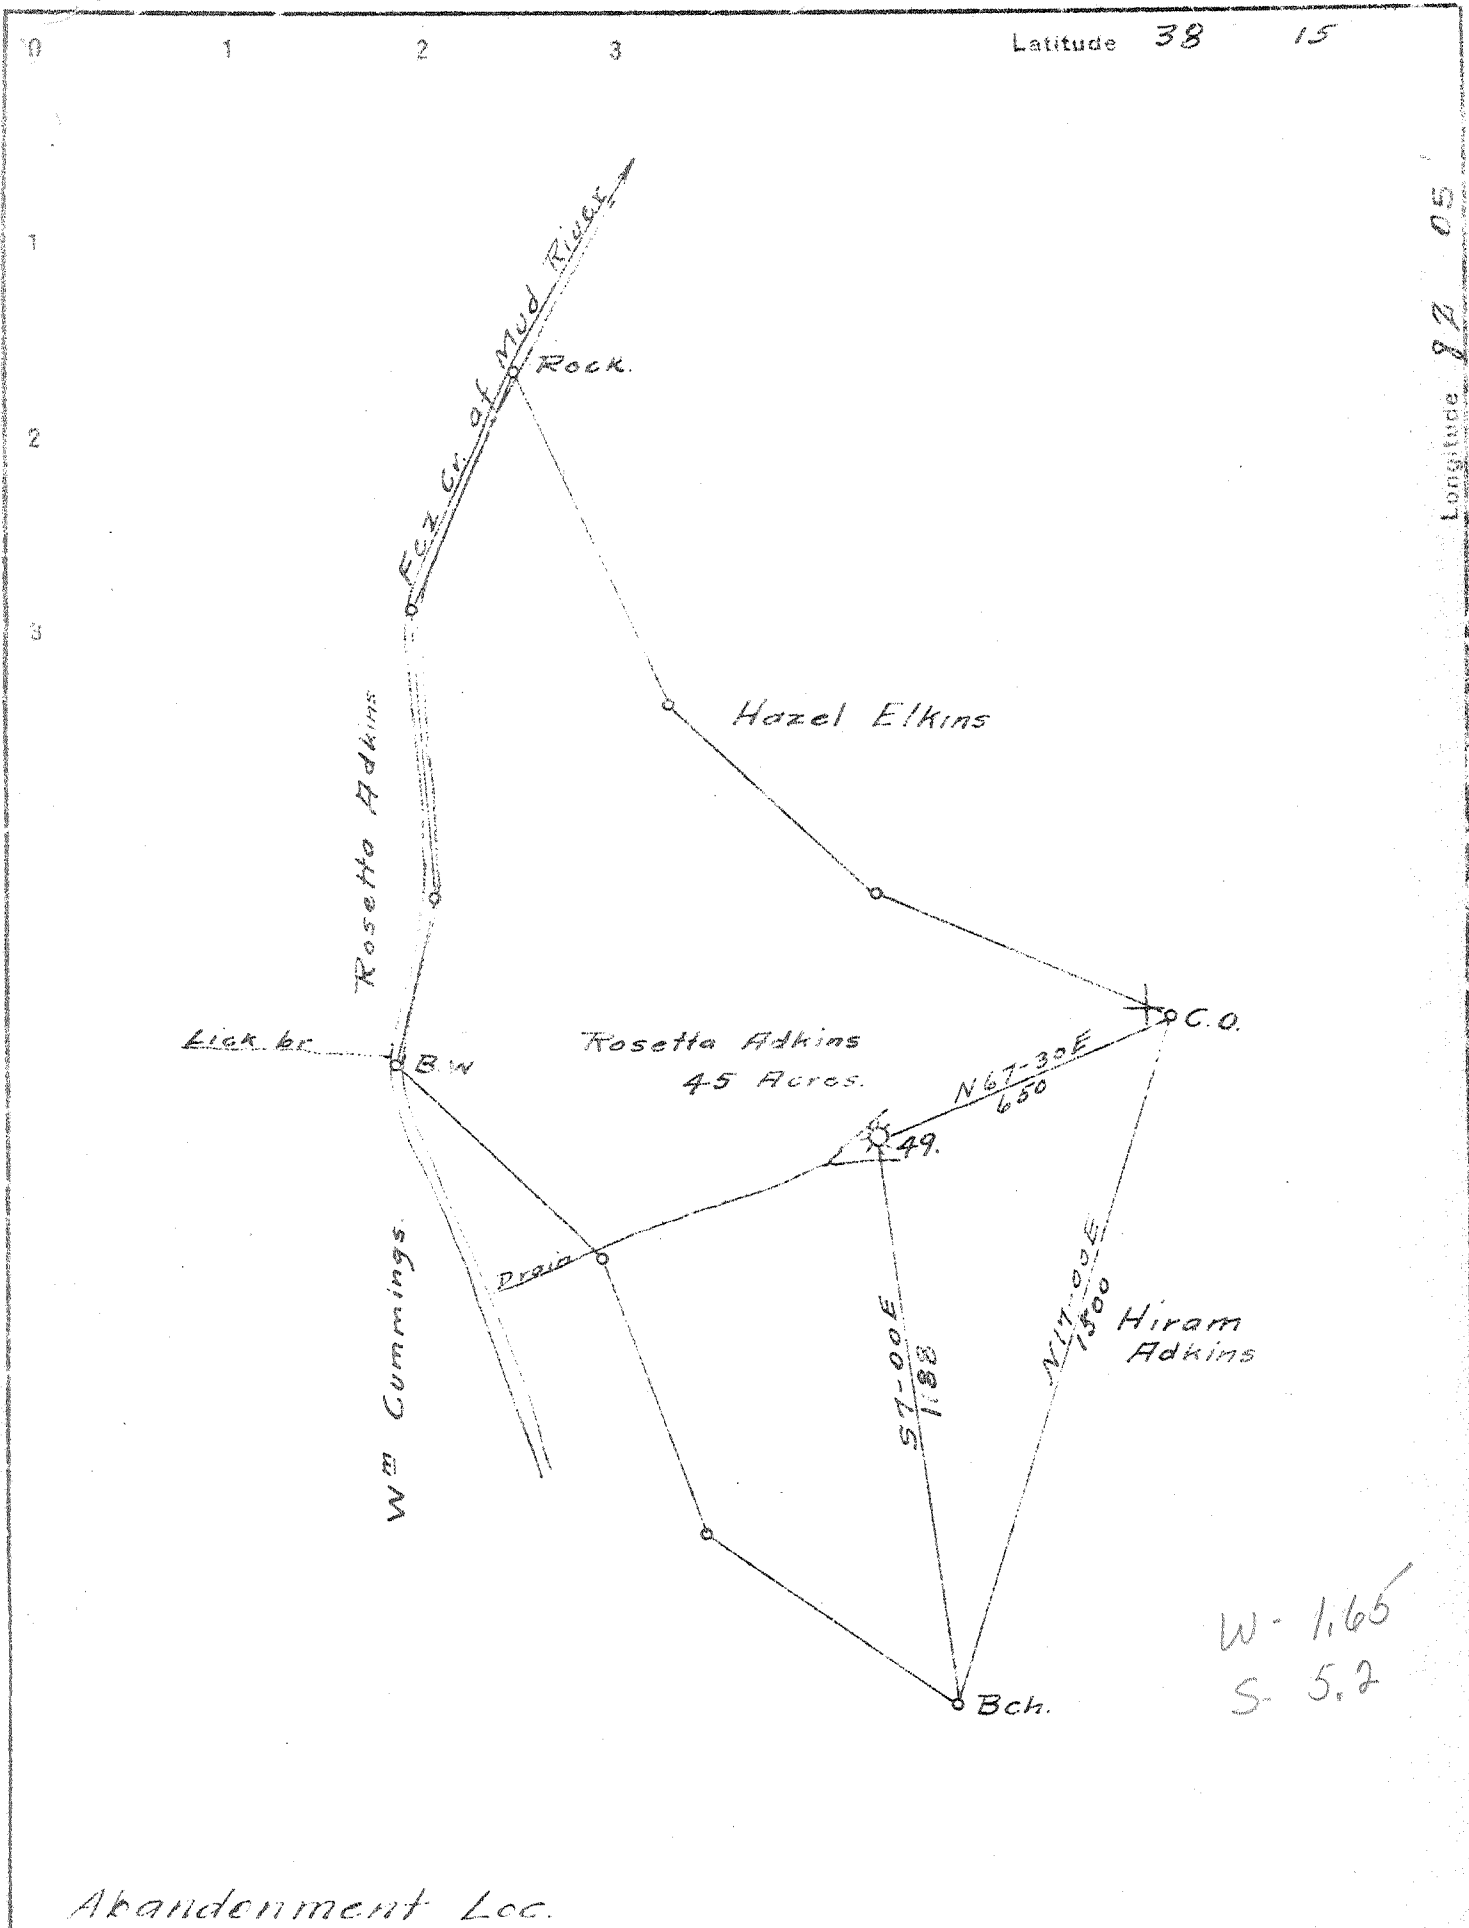 0 1 2 3
Latitude 38 15
Longitude 82 05'
1
2
3
Fez Cr. of Mud River
Rock.
Hazel Elkins
Rosetta Adkins
Lick br
B.W
Rosetta Adkins
45 Acres.
C.O.
N67-30E
650
49.
Drain
Wm Cummings.
S7-00E
1188
N17-00E
1500
Hiram
Adkins
Bch.
W- 1.65
S- 5.2
Abandonment Loc.